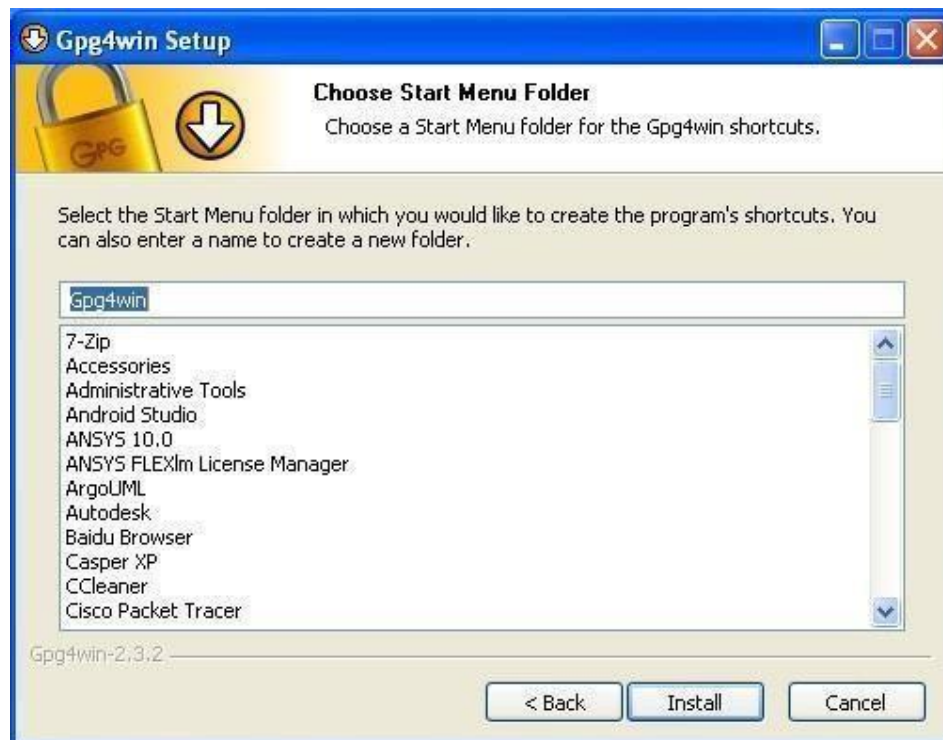 Gpg4win Setup
GPG
Choose Start Menu Folder
Choose a Start Menu folder for the Gpg4win shortcuts.
Select the Start Menu folder in which you would like to create the program's shortcuts. You
can also enter a name to create a new folder.
Gpg4win
7-Zip
Accessories
Administrative Tools
Android Studio
ANSYS 10.0
ANSYS FLEXlm License Manager
ArgoUML
Autodesk
Baidu Browser
Casper XP
CCleaner
Cisco Packet Tracer
Gpg4win-2.3.2
< Back
Install
Cancel